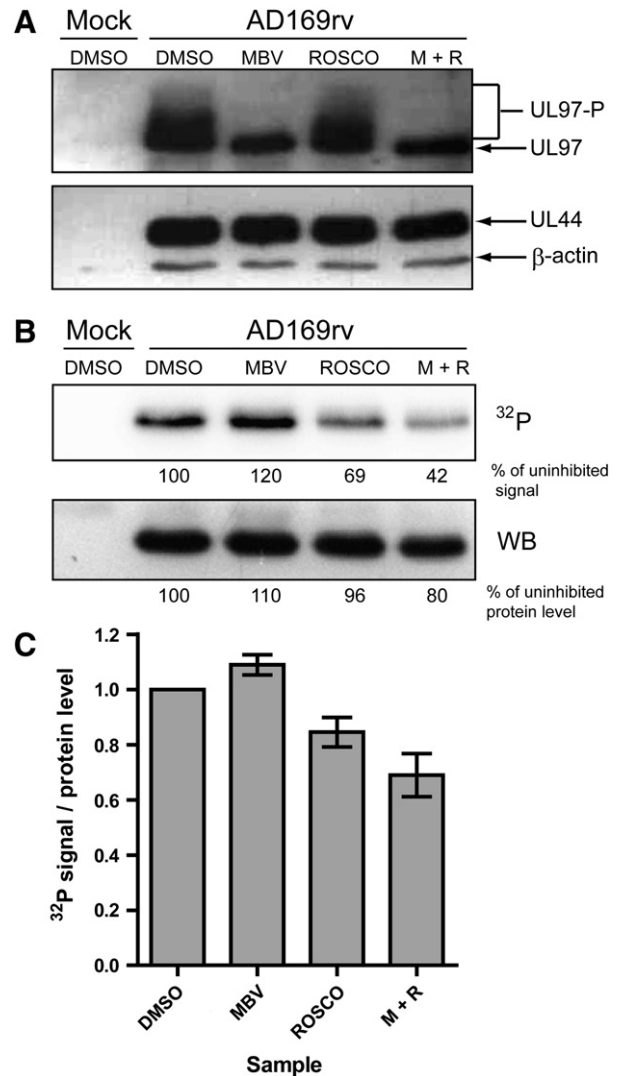 A
Mock AD169rv
DMSO DMSO MBV ROSCO M + R
UL97-P
UL97
UL44
β-actin
B
Mock AD169rv
DMSO DMSO MBV ROSCO M + R
32P
100 120 69 42 % of uninhibited
signal
WB
100 110 96 80 % of uninhibited
protein level
C
32P signal / protein level
1.2
1.0
0.8
0.6
0.4
0.2
0.0
DMSO MBV ROSCO M + R
Sample